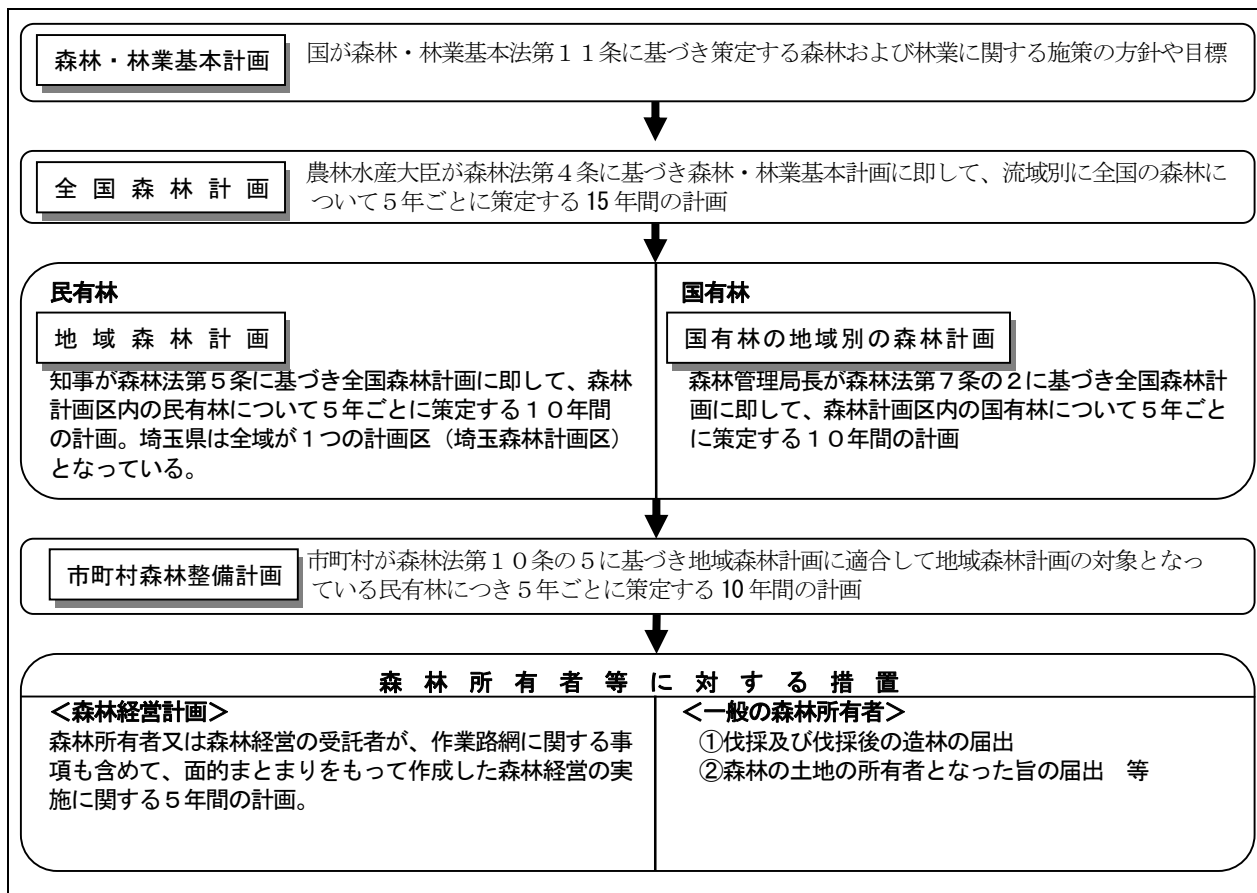 森林・林業基本計画
国が森林・林業基本法第１１条に基づき策定する森林および林業に関する施策の方針や目標
全国森林計画
農林水産大臣が森林法第４条に基づき森林・林業基本計画に即して、流域別に全国の森林に
ついて５年ごとに策定する15年間の計画
民有林
地域森林計画
知事が森林法第５条に基づき全国森林計画に即して、森林
計画区内の民有林について５年ごとに策定する１０年間
の計画。埼玉県は全域が１つの計画区（埼玉森林計画区）
となっている。
国有林
国有林の地域別の森林計画
森林管理局長が森林法第７条の２に基づき全国森林計
画に即して、森林計画区内の国有林について５年ごと
に策定する１０年間の計画
市町村森林整備計画
市町村が森林法第１０条の５に基づき地域森林計画に適合して地域森林計画の対象となっ
ている民有林につき５年ごとに策定する10年間の計画
森林所有者等に対する措置
＜森林経営計画＞
森林所有者又は森林経営の受託者が、作業路網に関する事
項も含めて、面的まとまりをもって作成した森林経営の実
施に関する５年間の計画。
＜一般の森林所有者＞
①伐採及び伐採後の造林の届出
②森林の土地の所有者となった旨の届出　等